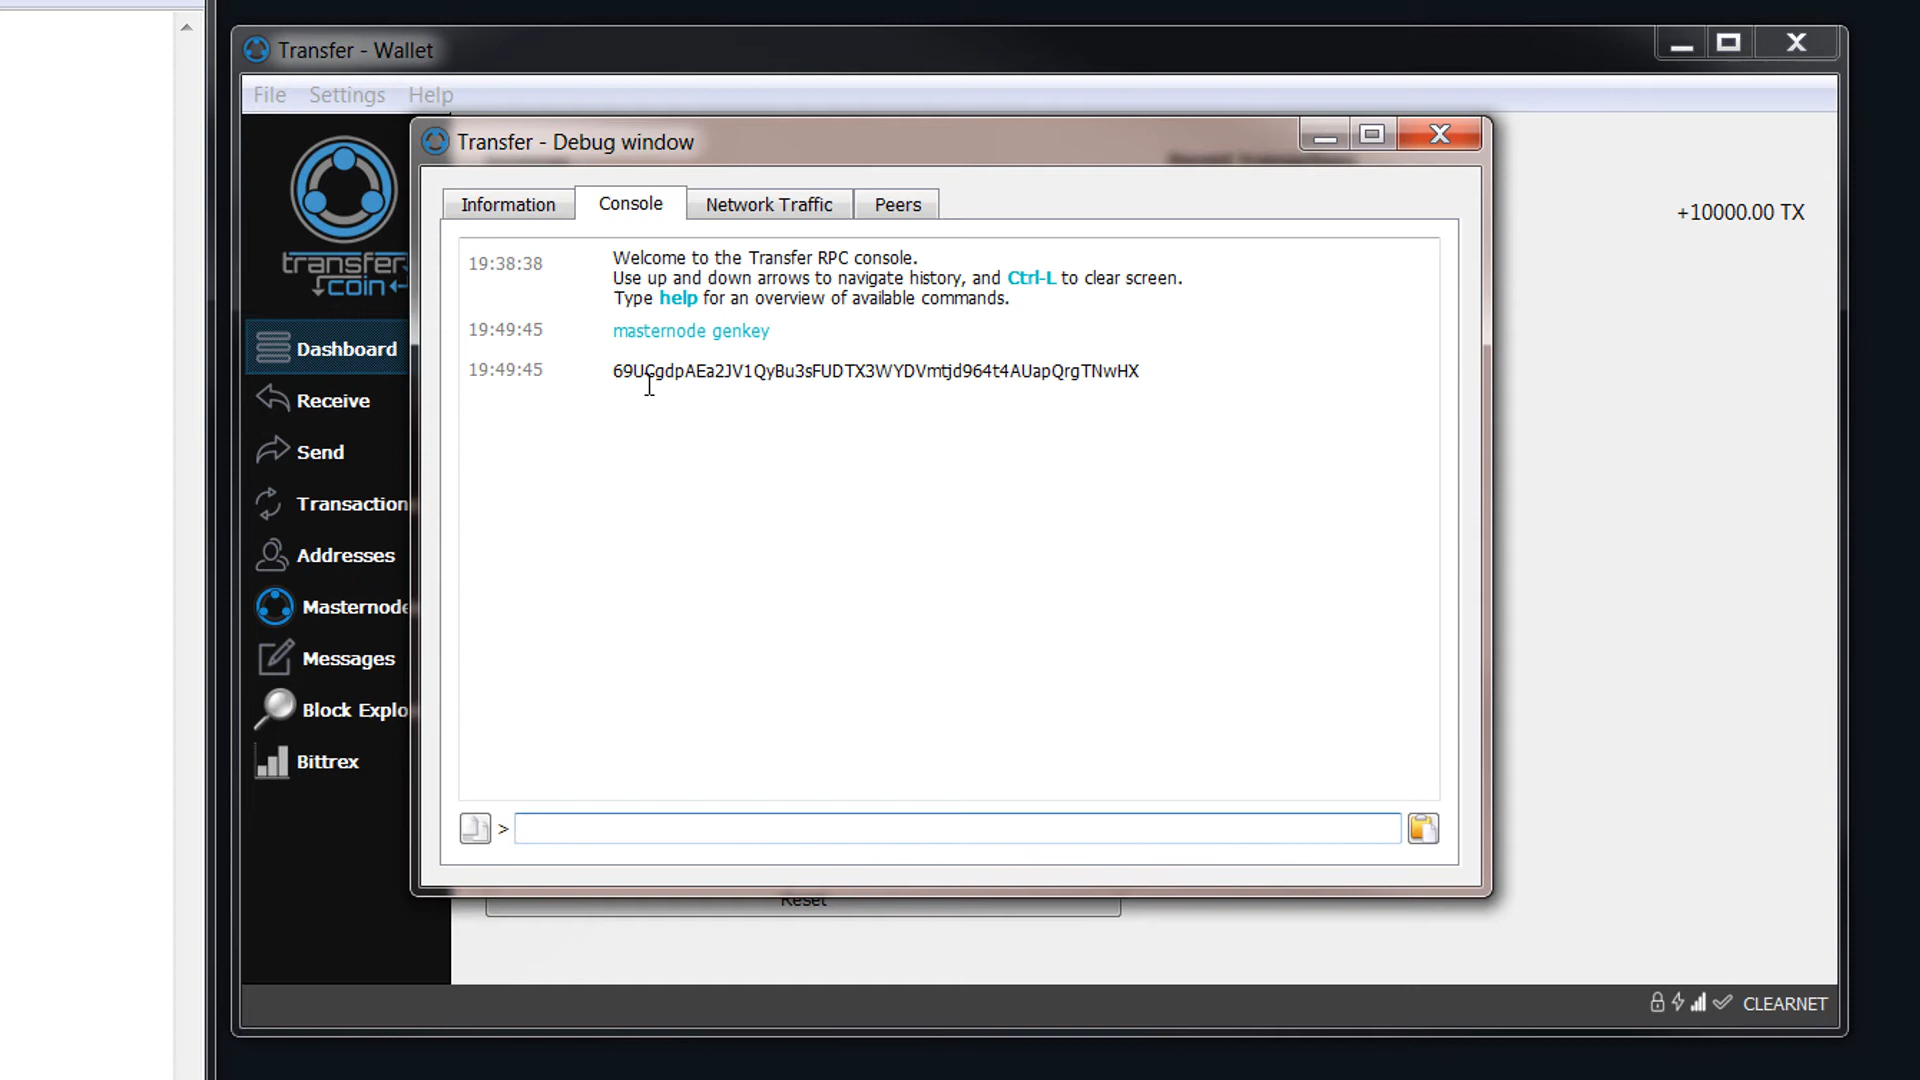 Transfer - Wallet
File Settings Help
Transfer - Debug window
Information Console Network Traffic Peers
+10000.00 TX
transfer
coin
19:38:38 Welcome to the Transfer RPC console.
Use up and down arrows to navigate history, and Ctrl-L to clear screen.
Type help for an overview of available commands.
19:49:45 masternode genkey
19:49:45 69UCgdpAEa2JV1QyBu3sFUDTX3WYDVmtjd964t4AUapQrgTNwHX
Dashboard
Receive
Send
Transaction
Addresses
Masternode
Messages
Block Explo
Bittrex
>
Reset
CLEARNET